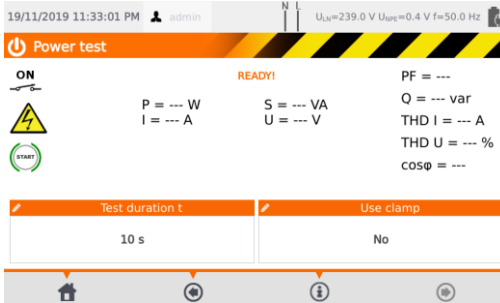 19/11/2019 11:33:01 PM admin N L ULN=239.0 V UNPE=0.4 V f=50.0 Hz
Power test
ON READY! PF = ---
P = --- W S = --- VA Q = --- var
I = --- A U = --- V THD I = --- A
START THD U = --- %
cosφ = ---
Test duration t Use clamp
10 s No